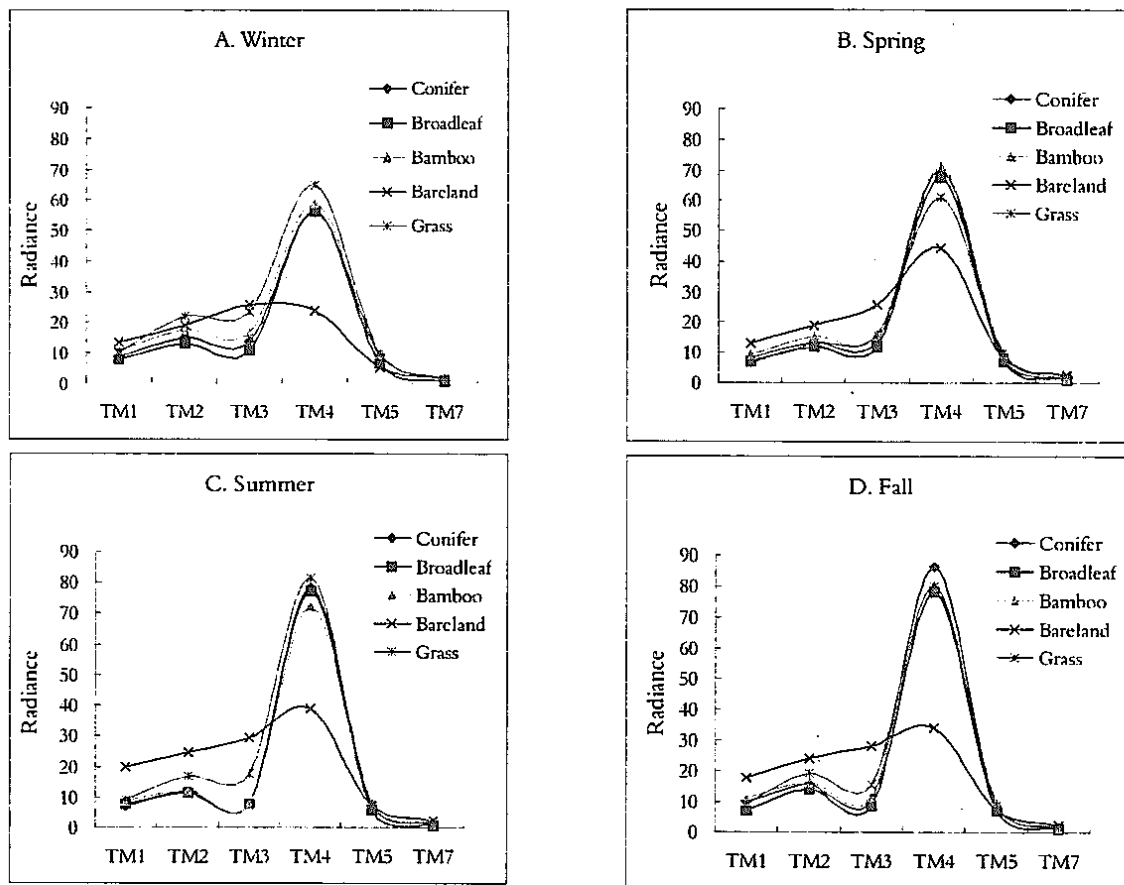 A. Winter
Conifer
Broadleaf
Bamboo
Bareland
Grass
90
80
70
60
50
40
30
20
10
0
Radiance
TM1 TM2 TM3 TM4 TM5 TM7
B. Spring
Conifer
Broadleaf
Bamboo
Bareland
Grass
90
80
70
60
50
40
30
20
10
0
Radiance
TM1 TM2 TM3 TM4 TM5 TM7
C. Summer
Conifer
Broadleaf
Bamboo
Bareland
Grass
90
80
70
60
50
40
30
20
10
0
Radiance
TM1 TM2 TM3 TM4 TM5 TM7
D. Fall
Conifer
Broadleaf
Bamboo
Bareland
Grass
90
80
70
60
50
40
30
20
10
0
Radiance
TM1 TM2 TM3 TM4 TM5 TM7